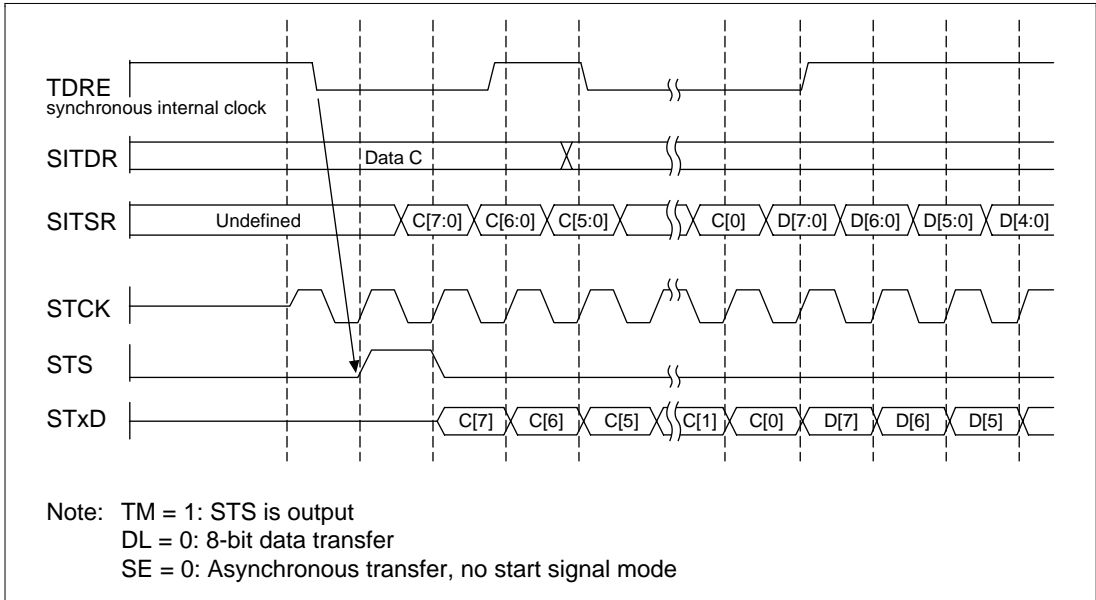 TDRE
synchronous internal clock
SITDR Data C
SITSR Undefined C[7:0] C[6:0] C[5:0] C[0] D[7:0] D[6:0] D[5:0] D[4:0]
STCK
STS
STxD C[7] C[6] C[5] C[1] C[0] D[7] D[6] D[5]
Note: TM = 1: STS is output
DL = 0: 8-bit data transfer
SE = 0: Asynchronous transfer, no start signal mode